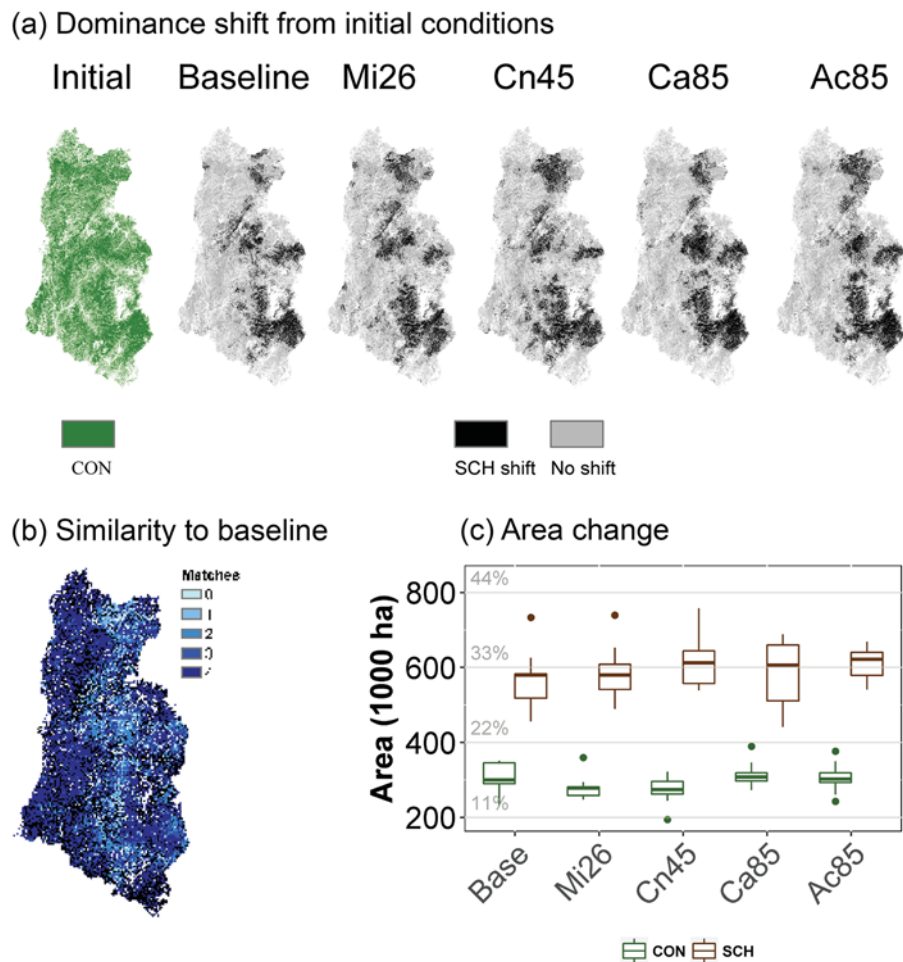 (a) Dominance shift from initial conditions
Initial Baseline Mi26 Cn45 Ca85 Ac85
CON SCH shift No shift
(b) Similarity to baseline
Matches
0
1
2
3
(c) Area change
Area (1000 ha)
800
600
400
200
44%
33%
22%
11%
Base Mi26 Cn45 Ca85 Ac85
CON SCH